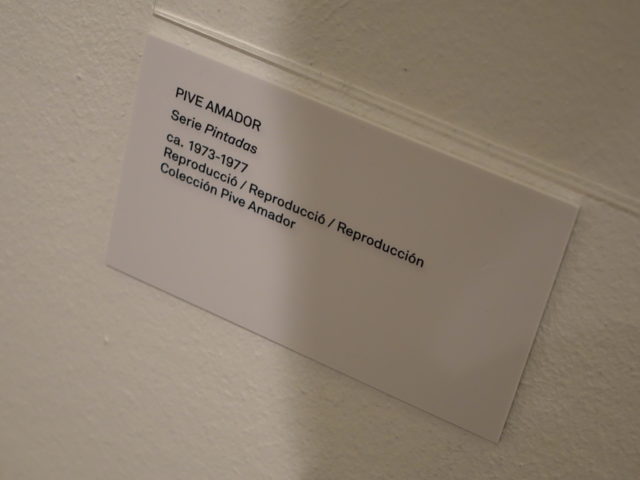 PIVE AMADOR
Serie Pintadas
ca. 1973-1977
Reproducció / Reproducció / Reproducción
Colección Pive Amador